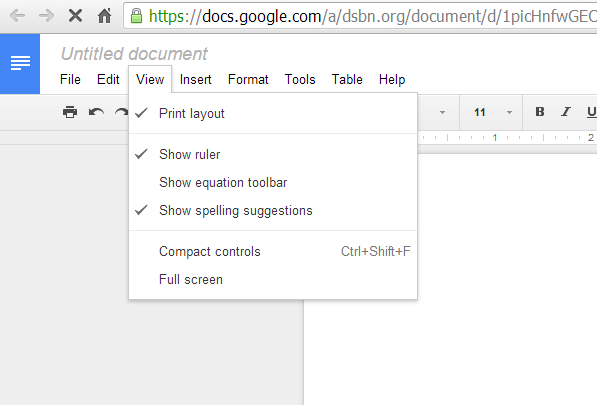 https://docs.google.com/a/dsbn.org/document/d/1picHnfwGEC
Untitled document
File Edit View Insert Format Tools Table Help
11 B I U
1 2
Print layout
Show ruler
Show equation toolbar
Show spelling suggestions
Compact controls Ctrl+Shift+F
Full screen